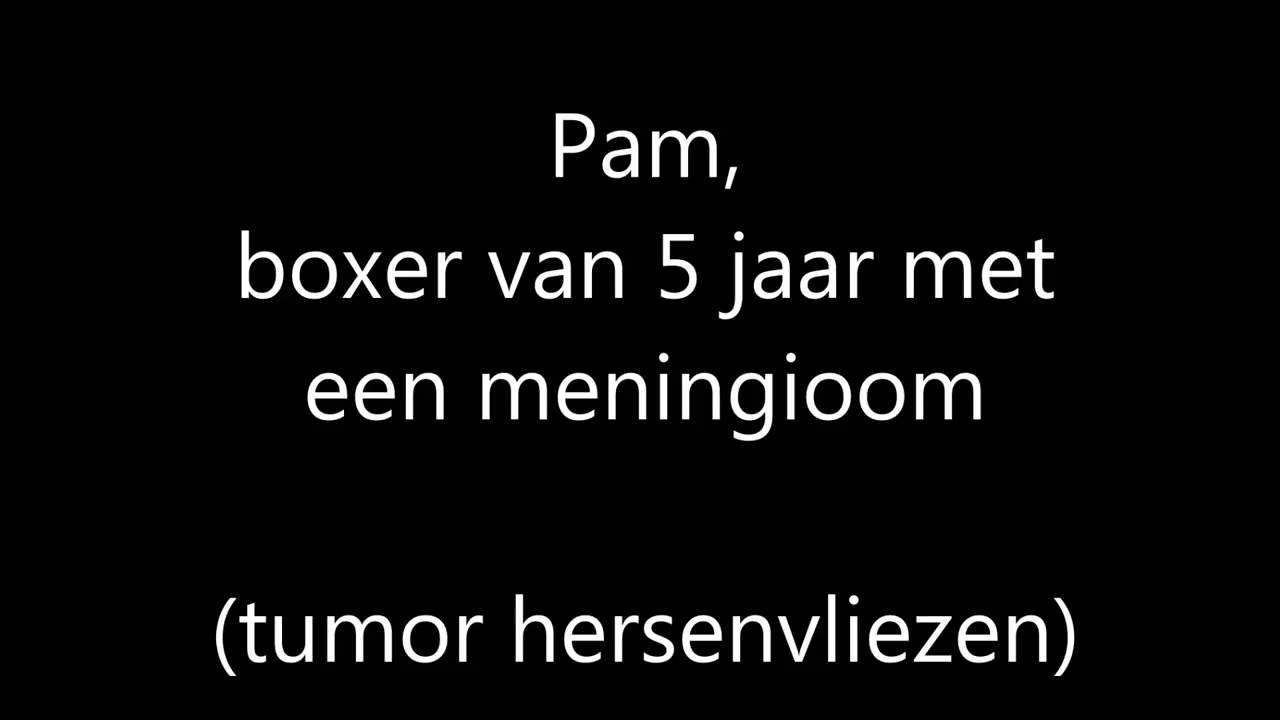 Pam,
boxer van 5 jaar met
een meningioom
(tumor hersenvliezen)